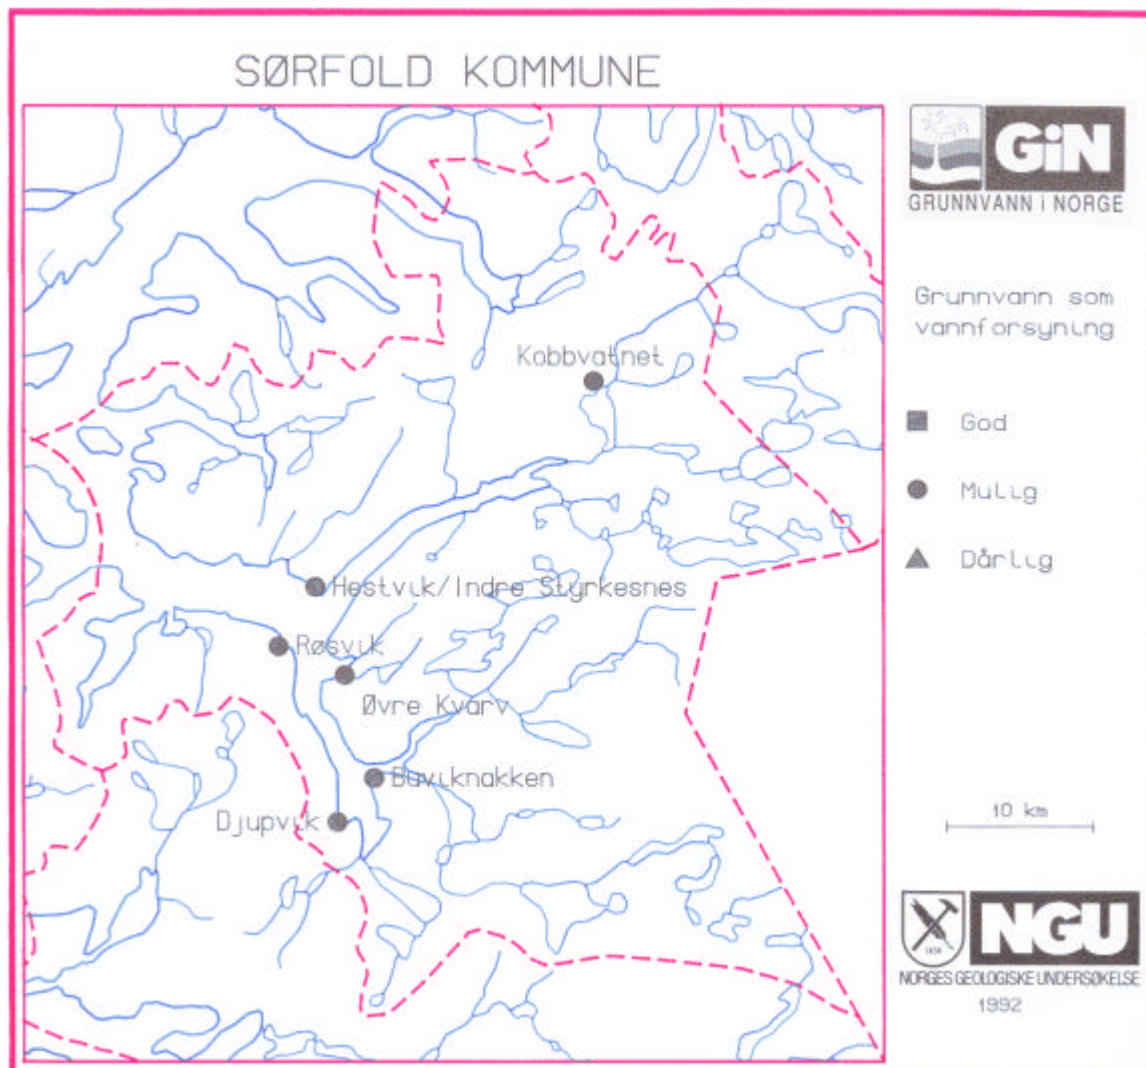 SØRFOLD KOMMUNE
GiN
GRUNNVANN i NORGE
Grunnvann som
vannforsyning
God
Mulig
Dårlig
Kobbvatnet
Hestvik/Indre Styrkesnes
Røsvik
Øvre Kvarv
Buviknakken
Djupvik
10 km
NGU
NORGES GEOLOGISKE UNDERSØKELSE
1992